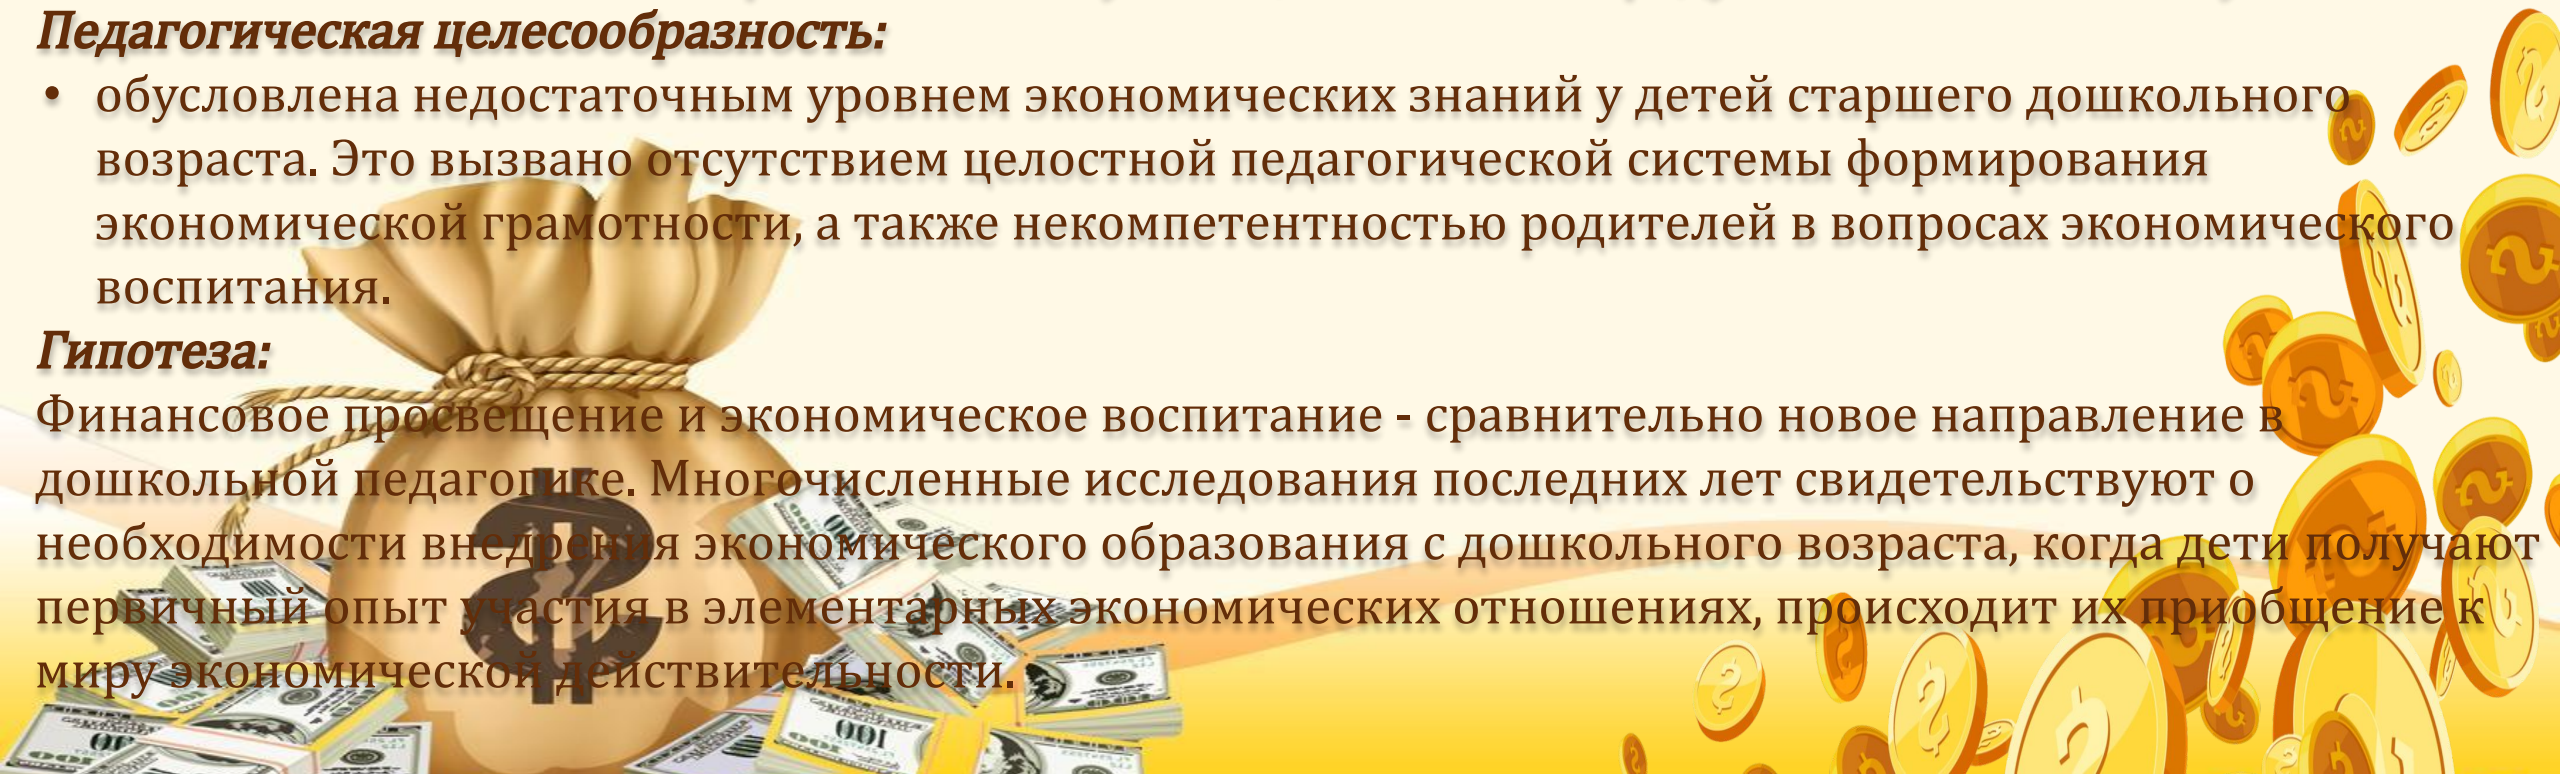 Педагогическая целесообразность:
• обусловлена недостаточным уровнем экономических знаний у детей старшего дошкольного
возраста. Это вызвано отсутствием целостной педагогической системы формирования
экономической грамотности, а также некомпетентностью родителей в вопросах экономического
воспитания.
Гипотеза:
Финансовое просвещение и экономическое воспитание - сравнительно новое направление в
дошкольной педагогике. Многочисленные исследования последних лет свидетельствуют о
необходимости внедрения экономического образования с дошкольного возраста, когда дети получают
первичный опыт участия в элементарных экономических отношениях, происходит их приобщение к
миру экономической действительности.